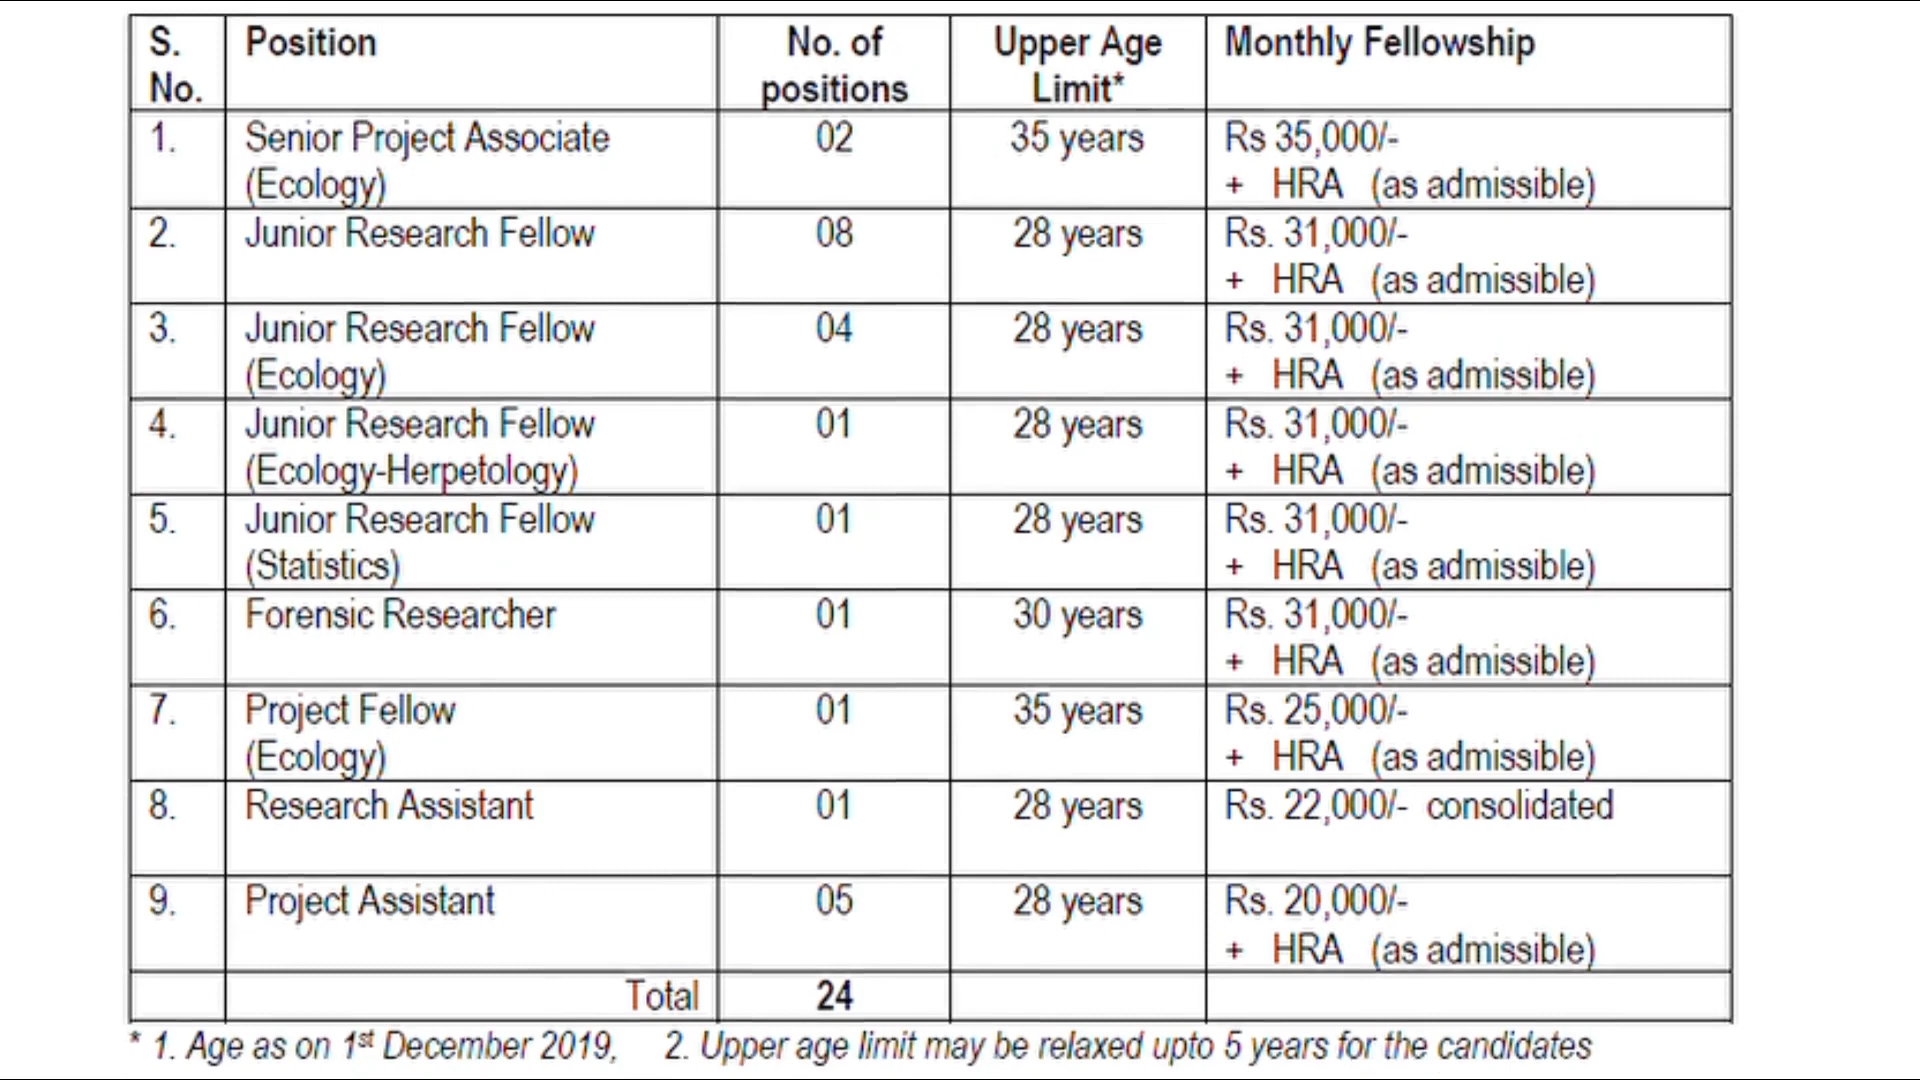 S. No. Position No. of positions Upper Age Limit* Monthly Fellowship
1. Senior Project Associate (Ecology) 02 35 years Rs 35,000/- + HRA (as admissible)
2. Junior Research Fellow 08 28 years Rs. 31,000/- + HRA (as admissible)
3. Junior Research Fellow (Ecology) 04 28 years Rs. 31,000/- + HRA (as admissible)
4. Junior Research Fellow (Ecology-Herpetology) 01 28 years Rs. 31,000/- + HRA (as admissible)
5. Junior Research Fellow (Statistics) 01 28 years Rs. 31,000/- + HRA (as admissible)
6. Forensic Researcher 01 30 years Rs. 31,000/- + HRA (as admissible)
7. Project Fellow (Ecology) 01 35 years Rs. 25,000/- + HRA (as admissible)
8. Research Assistant 01 28 years Rs. 22,000/- consolidated
9. Project Assistant 05 28 years Rs. 20,000/- + HRA (as admissible)
Total 24
* 1. Age as on 1st December 2019, 2. Upper age limit may be relaxed upto 5 years for the candidates